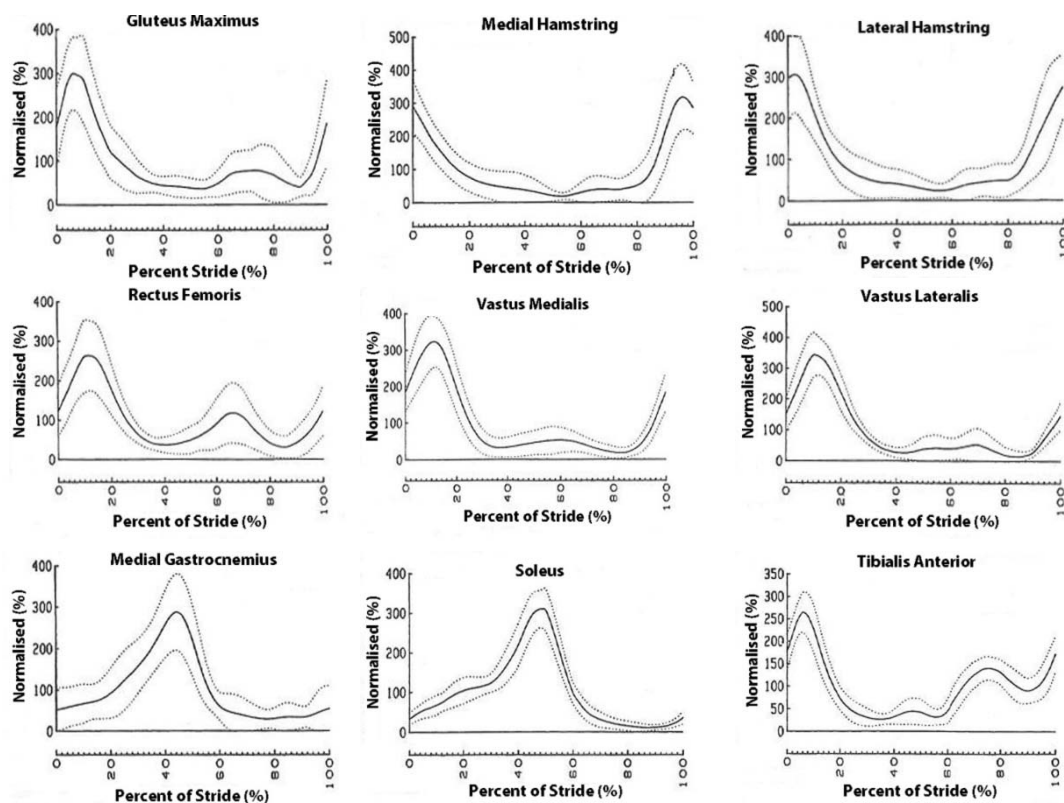 Gluteus Maximus
Normalised (%)
400
300
200
100
0
0 20 40 60 80 100
Percent Stride (%)
Medial Hamstring
Normalised (%)
500
400
300
200
100
0
0 20 40 60 80 100
Percent of Stride (%)
Lateral Hamstring
Normalised (%)
400
300
200
100
0
0 20 40 60 80 100
Percent Stride (%)
Rectus Femoris
Normalised (%)
400
300
200
100
0
0 20 40 60 80 100
Percent of Stride (%)
Vastus Medialis
Normalised (%)
400
300
200
100
0
0 20 40 60 80 100
Percent of Stride (%)
Vastus Lateralis
Normalised (%)
500
400
300
200
100
0
0 20 40 60 80 100
Percent of Stride (%)
Medial Gastrocnemius
Normalised (%)
400
300
200
100
0
0 20 40 60 80 100
Percent of Stride (%)
Soleus
Normalised (%)
400
300
200
100
0
0 20 40 60 80 100
Percent of Stride (%)
Tibialis Anterior
Normalised (%)
350
300
250
200
150
100
50
0
0 20 40 60 80 100
Percent of Stride (%)